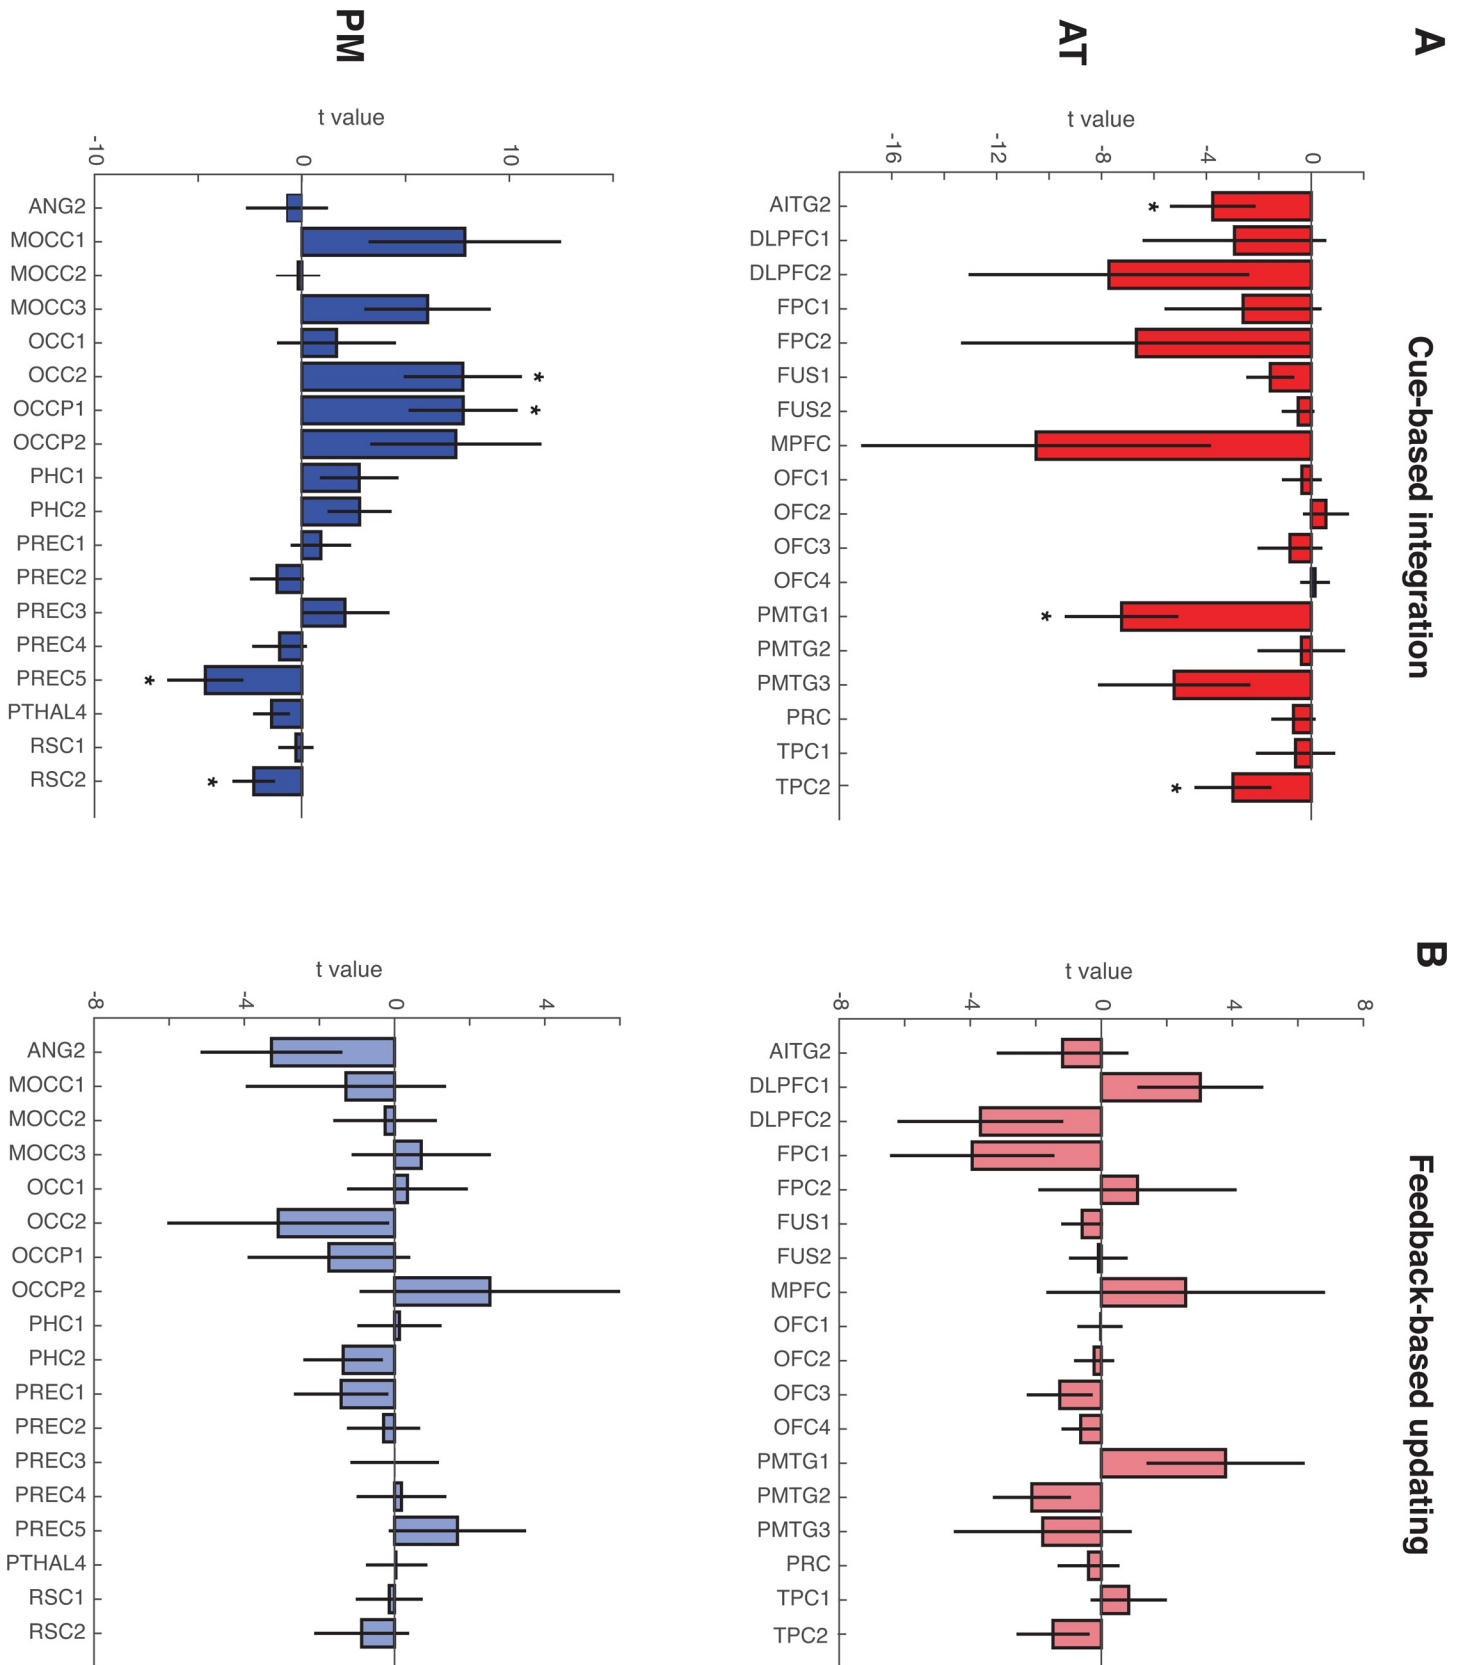 A
Cue-based integration
AT
t value
-16
-12
-8
-4
0
AITG2
*
DLPFC1
DLPFC2
FPC1
FPC2
FUS1
FUS2
MPFC
OFC1
OFC2
OFC3
OFC4
PMTG1
*
PMTG2
PMTG3
PRC
TPC1
TPC2
*
PM
t value
-10
0
10
ANG2
MOCC1
MOCC2
MOCC3
OCC1
OCC2
*
OCCP1
*
OCCP2
PHC1
PHC2
PREC1
PREC2
PREC3
PREC4
PREC5
*
PTHAL4
RSC1
RSC2
*
B
Feedback-based updating
t value
-8
-4
0
4
8
AITG2
DLPFC1
DLPFC2
FPC1
FPC2
FUS1
FUS2
MPFC
OFC1
OFC2
OFC3
OFC4
PMTG1
PMTG2
PMTG3
PRC
TPC1
TPC2
t value
-8
-4
0
4
ANG2
MOCC1
MOCC2
MOCC3
OCC1
OCC2
OCCP1
OCCP2
PHC1
PHC2
PREC1
PREC2
PREC3
PREC4
PREC5
PTHAL4
RSC1
RSC2